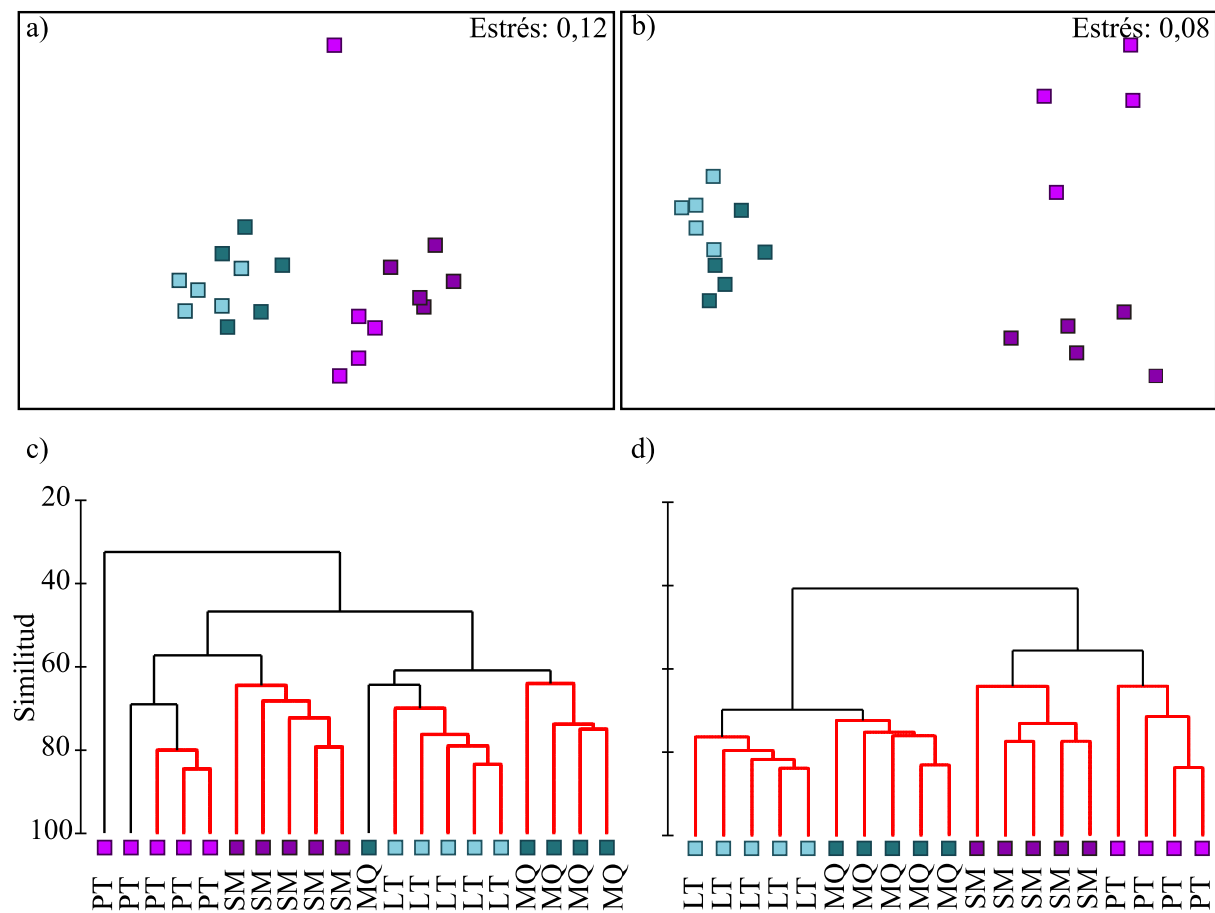 a)
Estrés: 0,12
b)
Estrés: 0,08
c)
d)
Similitud
20
40
60
80
100
PT PT PT PT PT SM SM SM SM SM MQ LT LT LT LT LT MQ MQ MQ MQ
LT LT LT LT LT MQ MQ MQ MQ MQ SM SM SM SM SM PT PT PT PT